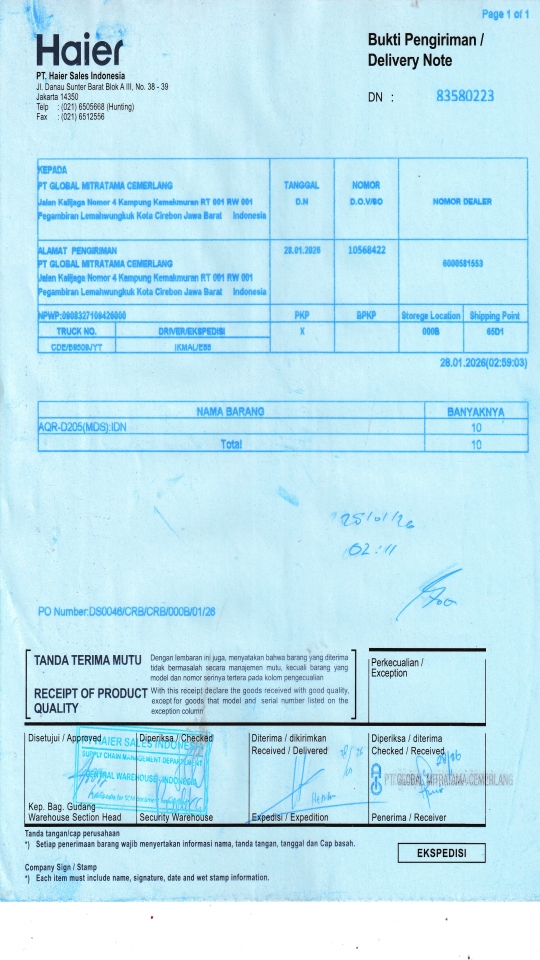 Page 1 of 1
Haier
Bukti Pengiriman /
Delivery Note
PT. Haier Sales Indonesia
Jl. Danau Sunter Barat Blok A III, No. 38 - 39
Jakarta 14350
Telp : (021) 6505668 (Hunting)
Fax : (021) 6512556
DN : 83580223
KEPADA
PT GLOBAL MITRATAMA CEMERLANG
Jalan Kalijaga Nomor 4 Kampung Kemakmuran RT 001 RW 001
Pegambiran Lemahwungkuk Kota Cirebon Jawa Barat Indonesia
TANGGAL
D.N
NOMOR
D.O.V/SO
NOMOR DEALER
ALAMAT PENGIRIMAN
PT GLOBAL MITRATAMA CEMERLANG
Jalan Kalijaga Nomor 4 Kampung Kemakmuran RT 001 RW 001
Pegambiran Lemahwungkuk Kota Cirebon Jawa Barat Indonesia
28.01.2026
10568422
6000581553
NPWP:0908327108426000 PKP BPKP Storege Location Shipping Point
TRUCK NO. DRIVER/EKSPEDISI X 000B 65D1
IKMAL/EBB
28.01.2026(02:59:03)
NAMA BARANG BANYAKNYA
AQR-D205(MDS):IDN 10
Total 10
02:11
PO Number:DS0046/CRB/CRB/000B/01/26
TANDA TERIMA MUTU
Dengan lembaran ini juga, menyatakan bahwa barang yang diterima
tidak bermasalah secara manajemen mutu, kecuali barang yang
model dan nomor serinya tertera pada kolom pengecualian
RECEIPT OF PRODUCT
QUALITY
With this receipt declare the goods received with good quality,
except for goods that model and serial number listed on the
exception column
Perkecualian /
Exception
Disetujui / Approved
Diperiksa / Checked
Diterima / dikirimkan
Received / Delivered
Diperiksa / diterima
Checked / Received
HAIER SALES INDONESIA
SUPPLY CHAIN MANAGEMENT DEPARTMENT
CENTRAL WAREHOUSE-INDONESIA
PT GLOBAL MITRATAMA CEMERLANG
Kep. Bag. Gudang
Warehouse Section Head
Security Warehouse
Expedisi / Expedition
Penerima / Receiver
Tanda tangan/cap perusahaan
*) Setiap penerimaan barang wajib menyertakan informasi nama, tanda tangan, tanggal dan Cap basah.
EKSPEDISI
Company Sign / Stamp
*) Each item must include name, signature, date and wet stamp information.